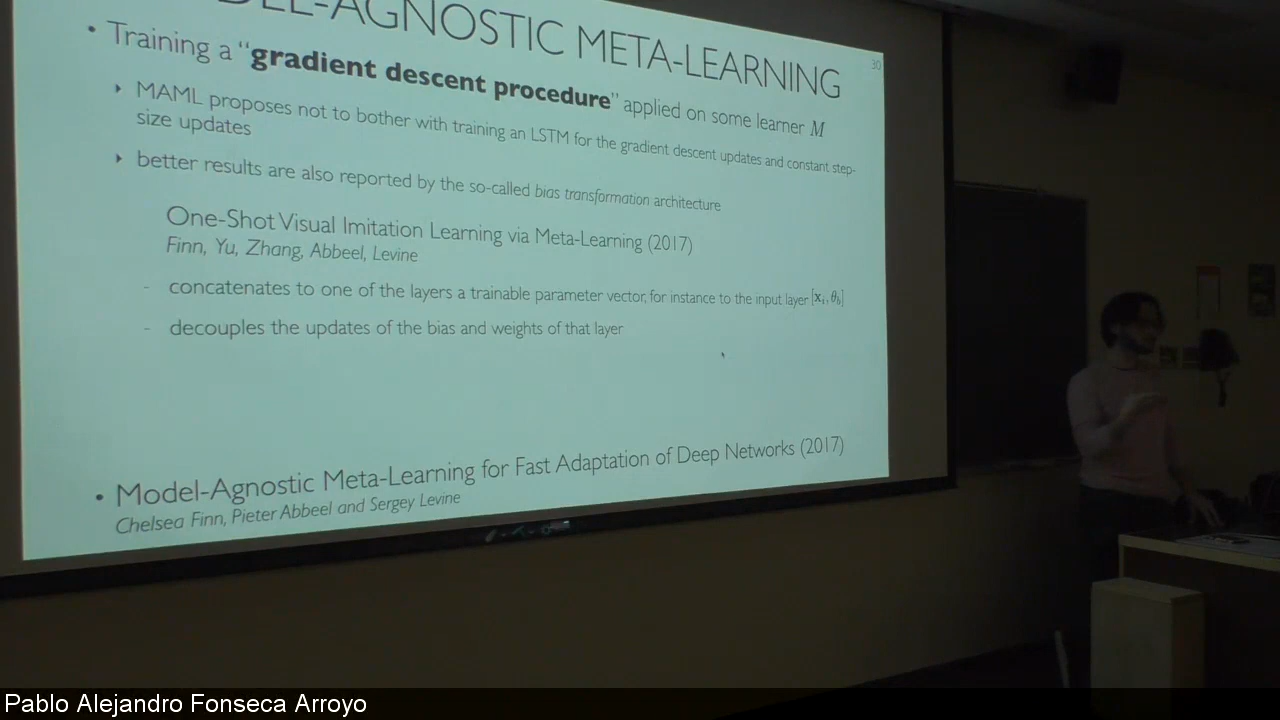 DEL-AGNOSTIC META-LEARNING
30
• Training a "gradient descent procedure" applied on some learner M
‣ MAML proposes not to bother with training an LSTM for the gradient descent updates and constant step-
size updates
‣ better results are also reported by the so-called bias transformation architecture
One-Shot Visual Imitation Learning via Meta-Learning (2017)
Finn, Yu, Zhang, Abbeel, Levine
- concatenates to one of the layers a trainable parameter vector, for instance to the input layer [xᵢ, θb]
- decouples the updates of the bias and weights of that layer
• Model-Agnostic Meta-Learning for Fast Adaptation of Deep Networks (2017)
Chelsea Finn, Pieter Abbeel and Sergey Levine
Pablo Alejandro Fonseca Arroyo